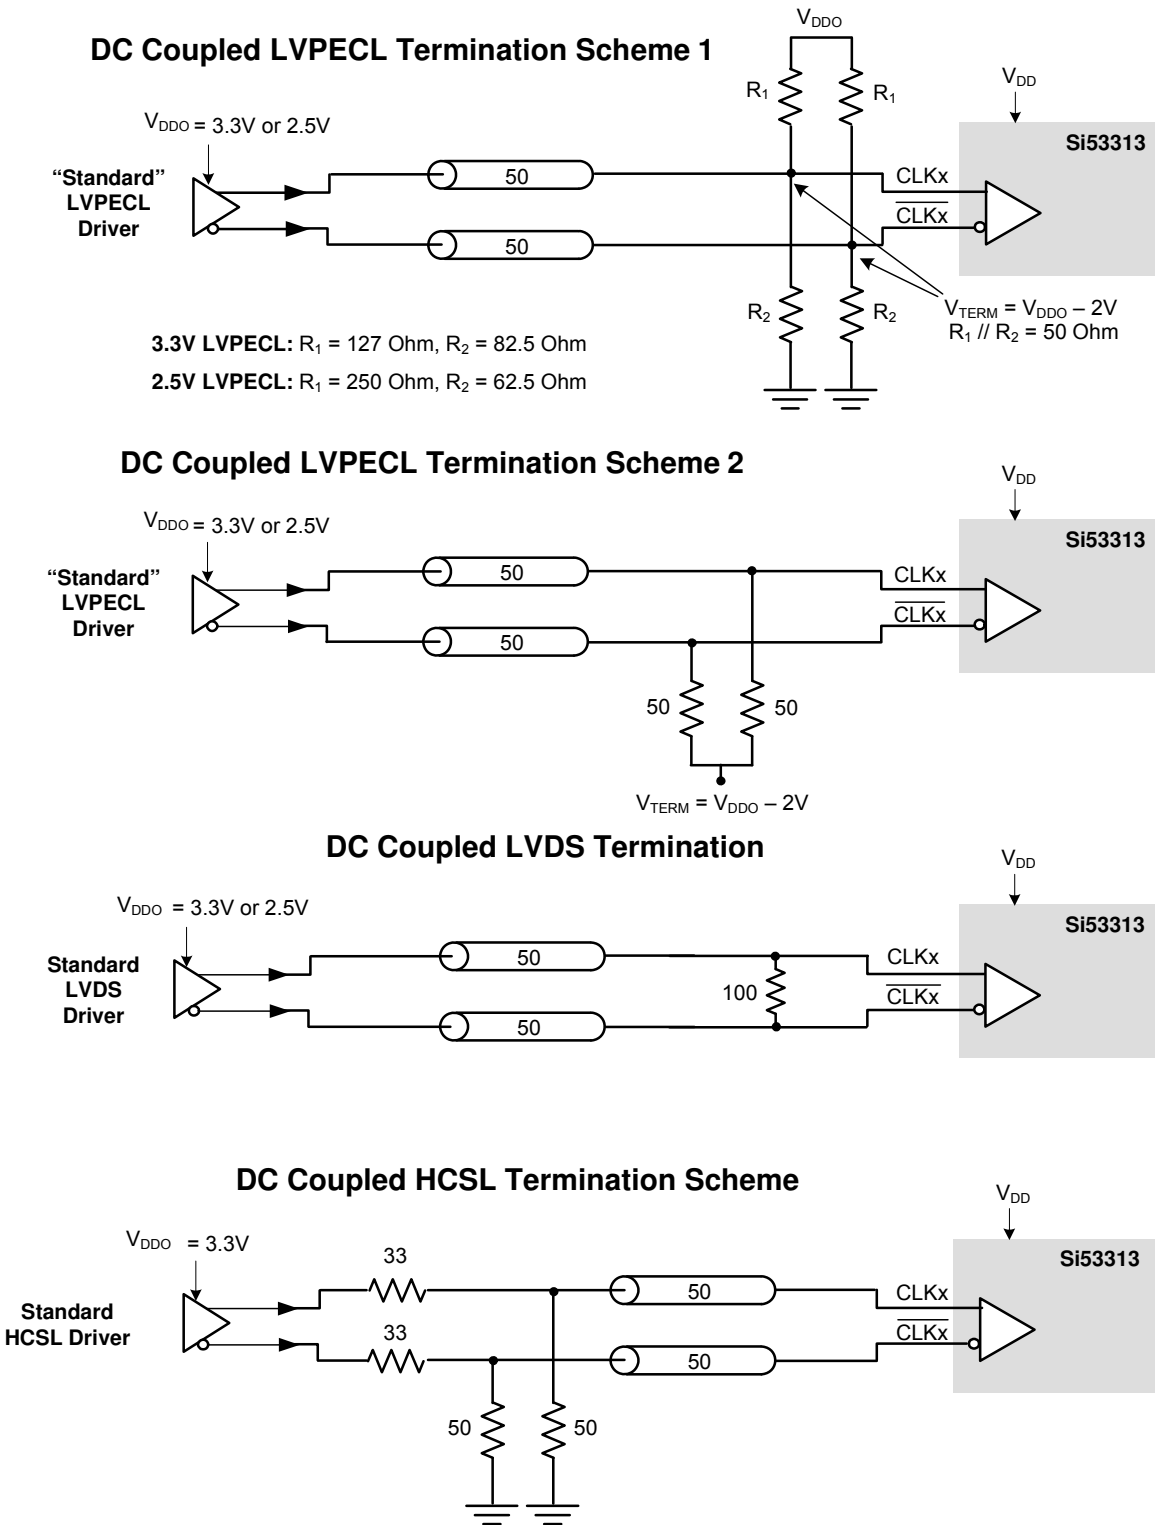 DC Coupled LVPECL Termination Scheme 1
VDDO
R1
R1
VDD
Si53313
VDDO = 3.3V or 2.5V
“Standard”
LVPECL
Driver
50
50
CLKx
CLKx
R2
R2
VTERM = VDDO – 2V
R1 // R2 = 50 Ohm
3.3V LVPECL: R1 = 127 Ohm, R2 = 82.5 Ohm
2.5V LVPECL: R1 = 250 Ohm, R2 = 62.5 Ohm
DC Coupled LVPECL Termination Scheme 2
VDD
Si53313
VDDO = 3.3V or 2.5V
“Standard”
LVPECL
Driver
50
50
CLKx
CLKx
50
50
VTERM = VDDO – 2V
DC Coupled LVDS Termination
VDD
Si53313
VDDO = 3.3V or 2.5V
Standard
LVDS
Driver
50
50
100
CLKx
CLKx
DC Coupled HCSL Termination Scheme
VDD
Si53313
VDDO = 3.3V
Standard
HCSL Driver
33
33
50
50
CLKx
CLKx
50
50